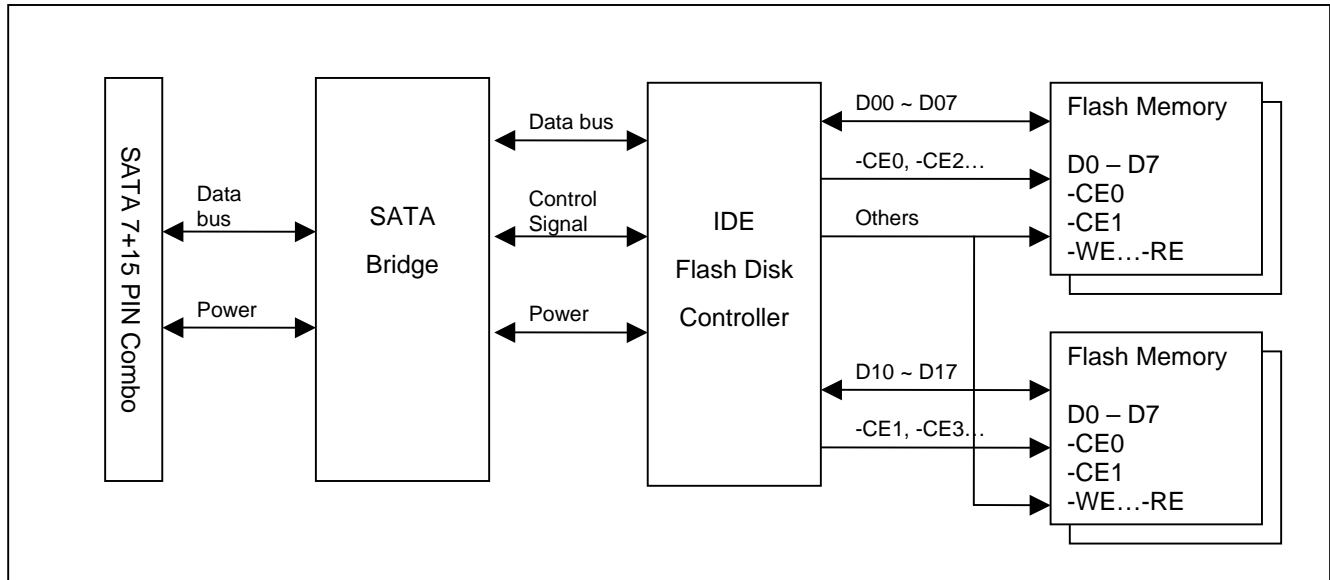 SATA 7+15 PIN Combo
Data
bus
Power
SATA
Bridge
Data bus
Control
Signal
Power
IDE
Flash Disk
Controller
D00 ~ D07
-CE0, -CE2…
Others
D10 ~ D17
-CE1, -CE3…
Flash Memory
D0 – D7
-CE0
-CE1
-WE…-RE
Flash Memory
D0 – D7
-CE0
-CE1
-WE…-RE